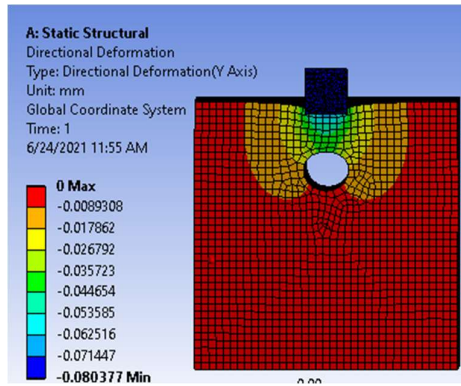 A: Static Structural
Directional Deformation
Type: Directional Deformation(Y Axis)
Unit: mm
Global Coordinate System
Time: 1
6/24/2021 11:55 AM
0 Max
-0.0089308
-0.017862
-0.026792
-0.035723
-0.044654
-0.053585
-0.062516
-0.071447
-0.080377 Min